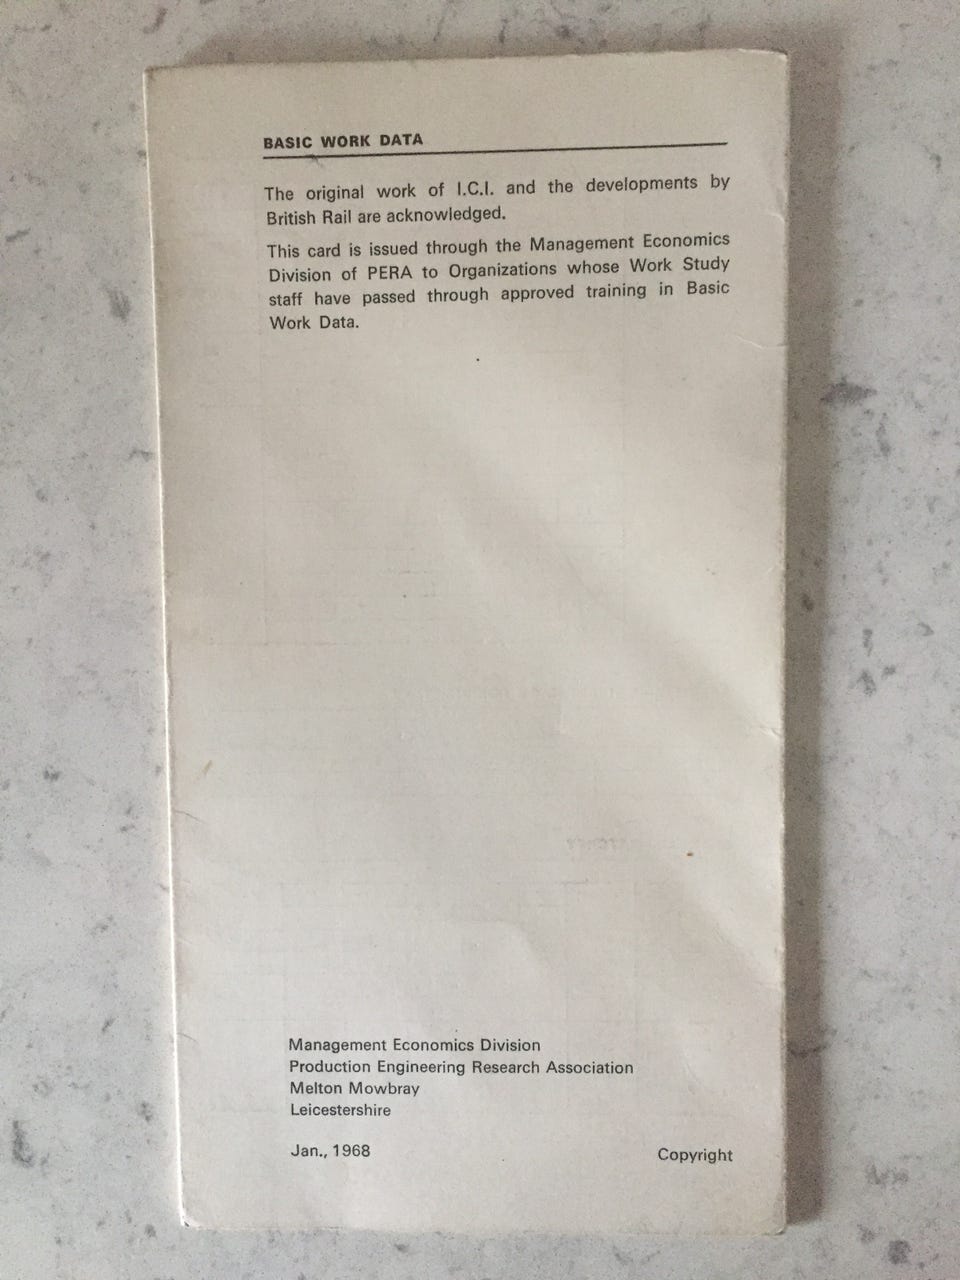 BASIC WORK DATA
The original work of I.C.I. and the developments by
British Rail are acknowledged.
This card is issued through the Management Economics
Division of PERA to Organizations whose Work Study
staff have passed through approved training in Basic
Work Data.
Management Economics Division
Production Engineering Research Association
Melton Mowbray
Leicestershire
Jan., 1968 Copyright